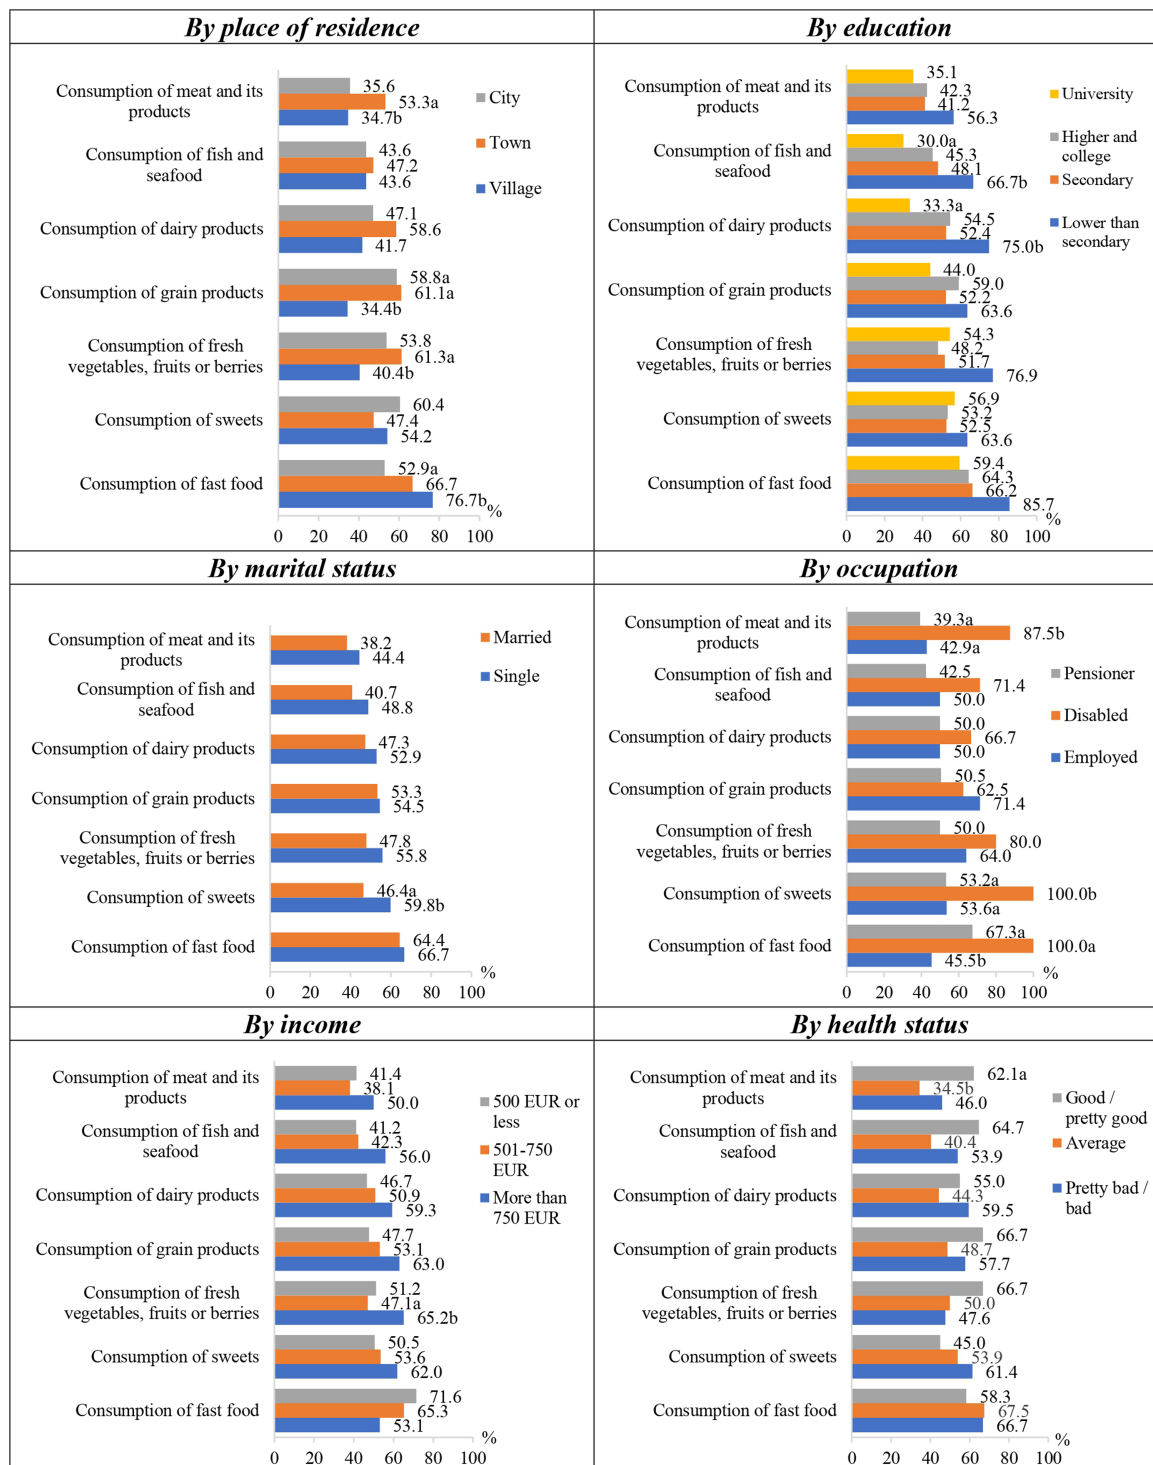 By place of residence
Consumption of meat and its
products
35.6
53.3a
34.7b
Consumption of fish and
seafood
43.6
47.2
43.6
Consumption of dairy products
47.1
58.6
41.7
Consumption of grain products
58.8a
61.1a
34.4b
Consumption of fresh
vegetables, fruits or berries
53.8
61.3a
40.4b
Consumption of sweets
60.4
47.4
54.2
Consumption of fast food
52.9a
66.7
76.7b
%
0 20 40 60 80 100
City
Town
Village
By education
Consumption of meat and its
products
35.1
42.3
41.2
56.3
Consumption of fish and
seafood
30.0a
45.3
48.1
66.7b
Consumption of dairy products
33.3a
54.5
52.4
75.0b
Consumption of grain products
44.0
59.0
52.2
63.6
Consumption of fresh
vegetables, fruits or berries
54.3
48.2
51.7
76.9
Consumption of sweets
56.9
53.2
52.5
63.6
Consumption of fast food
59.4
64.3
66.2
85.7
%
0 20 40 60 80 100
University
Higher and
college
Secondary
Lower than
secondary
By marital status
Consumption of meat and its
products
38.2
44.4
Consumption of fish and
seafood
40.7
48.8
Consumption of dairy products
47.3
52.9
Consumption of grain products
53.3
54.5
Consumption of fresh
vegetables, fruits or berries
47.8
55.8
Consumption of sweets
46.4a
59.8b
Consumption of fast food
64.4
66.7
%
0 20 40 60 80 100
Married
Single
By occupation
Consumption of meat and its
products
39.3a
87.5b
42.9a
Consumption of fish and
seafood
42.5
71.4
50.0
Consumption of dairy products
50.0
66.7
50.0
Consumption of grain products
50.5
62.5
71.4
Consumption of fresh
vegetables, fruits or berries
50.0
80.0
64.0
Consumption of sweets
53.2a
100.0b
53.6a
Consumption of fast food
67.3a
100.0a
45.5b
%
0 20 40 60 80 100
Pensioner
Disabled
Employed
By income
Consumption of meat and its
products
41.4
38.1
50.0
Consumption of fish and
seafood
41.2
42.3
56.0
Consumption of dairy products
46.7
50.9
59.3
Consumption of grain products
47.7
53.1
63.0
Consumption of fresh
vegetables, fruits or berries
51.2
47.1a
65.2b
Consumption of sweets
50.5
53.6
62.0
Consumption of fast food
71.6
65.3
53.1
%
0 20 40 60 80 100
500 EUR or
less
501-750
EUR
More than
750 EUR
By health status
Consumption of meat and its
products
62.1a
34.5b
46.0
Consumption of fish and
seafood
64.7
40.4
53.9
Consumption of dairy products
55.0
44.3
59.5
Consumption of grain products
66.7
48.7
57.7
Consumption of fresh
vegetables, fruits or berries
66.7
50.0
47.6
Consumption of sweets
45.0
53.9
61.4
Consumption of fast food
58.3
67.5
66.7
%
0 20 40 60 80 100
Good /
pretty good
Average
Pretty bad /
bad